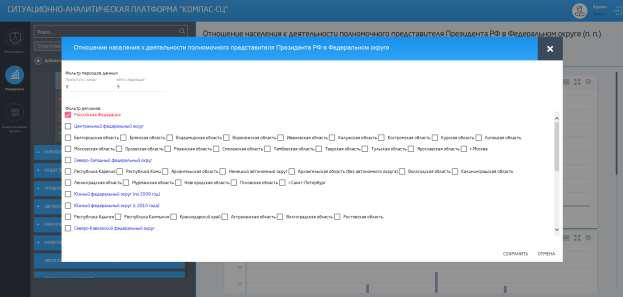 СИТУАЦИОННО-АНАЛИТИЧЕСКАЯ ПЛАТФОРМА "КОМПАС-СЦ"
Отношение населения к деятельности полномочного представителя Президента РФ в Федеральном округе (п. п.)
Отношение населения к деятельности полномочного представителя Президента РФ в Федеральном округе
Фильтр периодов данных
Фильтр регионов
Российская Федерация
Центральный федеральный округ
Белгородская область Брянская область Владимирская область Воронежская область Ивановская область Калужская область Костромская область Курская область Липецкая область
Московская область Орловская область Рязанская область Смоленская область Тамбовская область Тверская область Тульская область Ярославская область г.Москва
Северо-Западный федеральный округ
Республика Карелия Республика Коми Архангельская область Ненецкий автономный округ Архангельская область (без автономного округа) Вологодская область Калининградская область
Ленинградская область Мурманская область Новгородская область Псковская область г.Санкт-Петербург
Южный федеральный округ (по 2009 год)
Южный федеральный округ (с 2010 года)
Республика Адыгея Республика Калмыкия Краснодарский край Астраханская область Волгоградская область Ростовская область
Северо-Кавказский федеральный округ
СОХРАНИТЬ ОТМЕНА